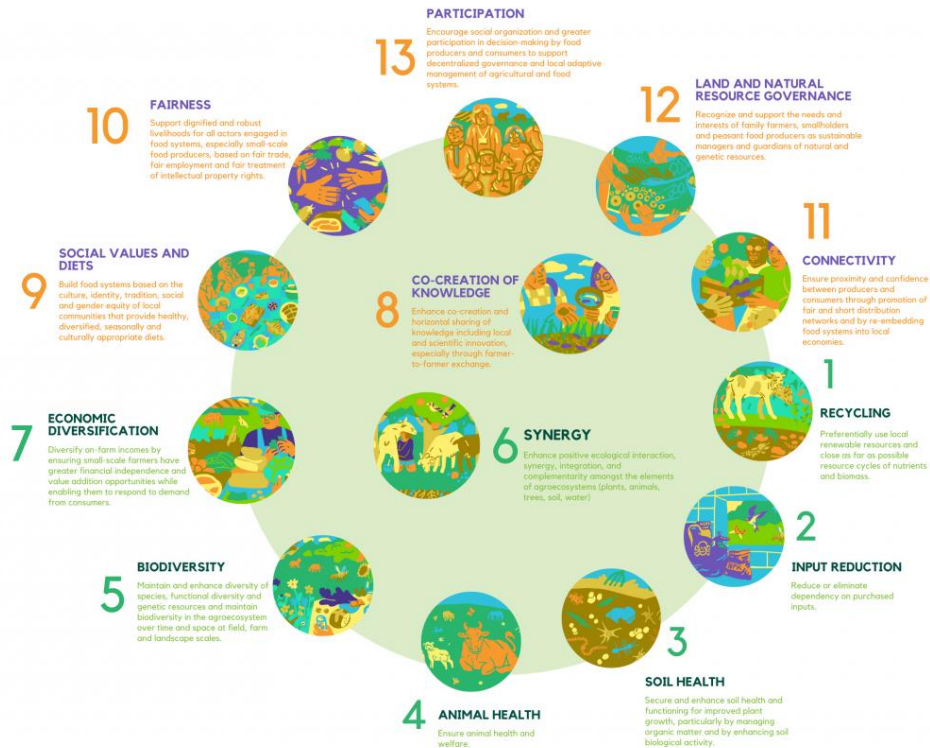 PARTICIPATION
13
Encourage social organization and greater
participation in decision-making by food
producers and consumers to support
decentralized governance and local adaptive
management of agricultural and food
systems.
12
LAND AND NATURAL
RESOURCE GOVERNANCE
Recognize and support the needs and
interests of family farmers, smallholders
and peasant food producers as sustainable
managers and guardians of natural and
genetic resources.
10
FAIRNESS
Support dignified and robust
livelihoods for all actors engaged in
food systems, especially small-scale
food producers, based on fair trade,
fair employment and fair treatment
of intellectual property rights.
11
CONNECTIVITY
Ensure proximity and confidence
between producers and
consumers through promotion of
fair and short distribution
networks and by re-embedding
food systems into local
economies.
9
SOCIAL VALUES AND
DIETS
Build food systems based on the
culture, identity, tradition, social
and gender equity of local
communities that provide healthy,
diversified, seasonally and
culturally appropriate diets.
8
CO-CREATION OF
KNOWLEDGE
Enhance co-creation and
horizontal sharing of
knowledge including local
and scientific innovation,
especially through farmer-
to-farmer exchange.
1
RECYCLING
Preferentially use local
renewable resources and
close as far as possible
resource cycles of nutrients
and biomass.
7
ECONOMIC
DIVERSIFICATION
Diversify on-farm incomes by
ensuring small-scale farmers have
greater financial independence and
value addition opportunities while
enabling them to respond to demand
from consumers.
6
SYNERGY
Enhance positive ecological interaction,
synergy, integration, and
complementarity amongst the elements
of agroecosystems (plants, animals,
trees, soil, water)
2
INPUT REDUCTION
Reduce or eliminate
dependency on purchased
inputs.
5
BIODIVERSITY
Maintain and enhance diversity of
species, functional diversity and
genetic resources and maintain
biodiversity in the agroecosystem
over time and space at field, farm
and landscape scales.
3
SOIL HEALTH
Secure and enhance soil health and
functioning for improved plant
growth, particularly by managing
organic matter and by enhancing soil
biological activity.
4
ANIMAL HEALTH
Ensure animal health and
welfare.